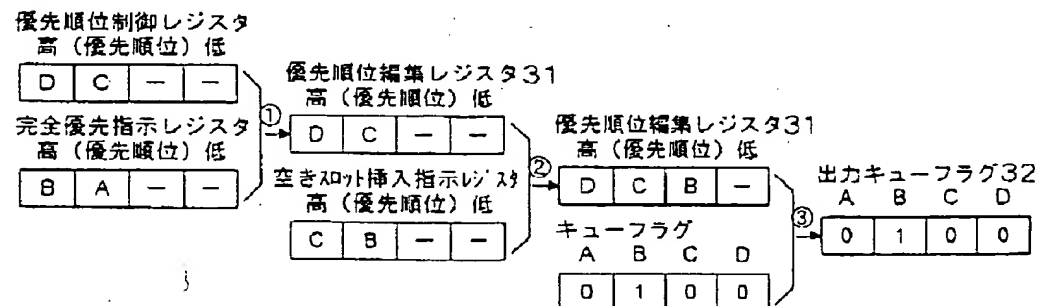 優先順位制御レジスタ
高（優先順位）低
D C － －
完全優先指示レジスタ
高（優先順位）低
B A － －
①
優先順位編集レジスタ31
高（優先順位）低
D C － －
空きスロット挿入指示レジスタ
高（優先順位）低
C B － －
②
優先順位編集レジスタ31
高（優先順位）低
D C B －
キューフラグ
A B C D
0 1 0 0
③
出力キューフラグ32
A B C D
0 1 0 0